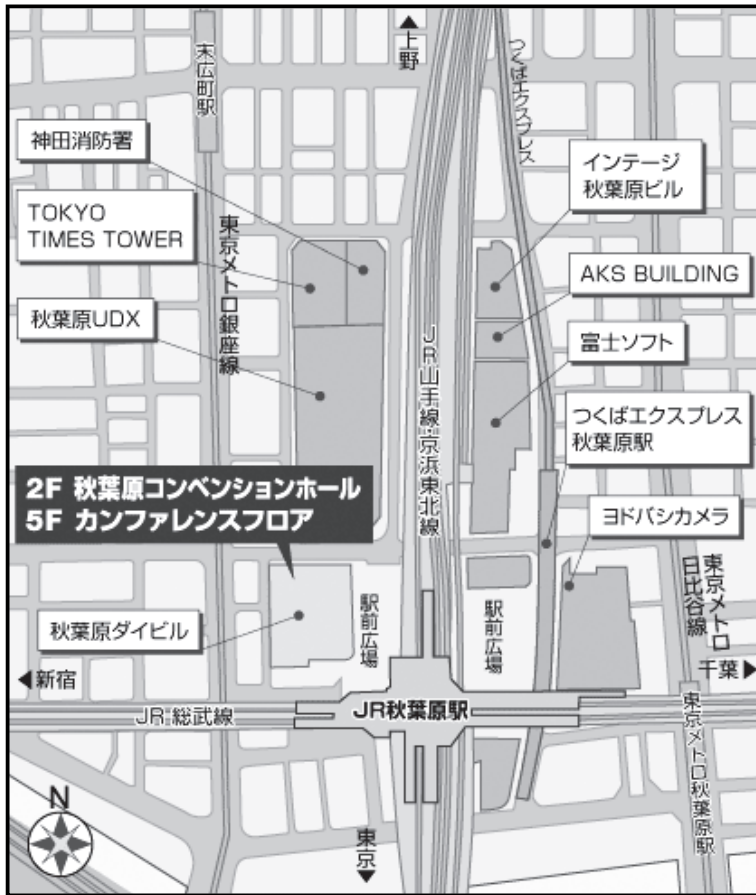 ▲上野
末広町駅
つくばエクスプレス
神田消防署
インテージ
秋葉原ビル
TOKYO
TIMES TOWER
東京メトロ銀座線
AKS BUILDING
秋葉原UDX
JR山手線・京浜東北線
富士ソフト
つくばエクスプレス
秋葉原駅
2F 秋葉原コンベンションホール
5F カンファレンスフロア
ヨドバシカメラ
東京メトロ
日比谷線
駅前広場
駅前広場
秋葉原ダイビル
◀新宿
千葉▶
JR 総武線
JR秋葉原駅
東京メトロ秋葉原駅
N
東京▼